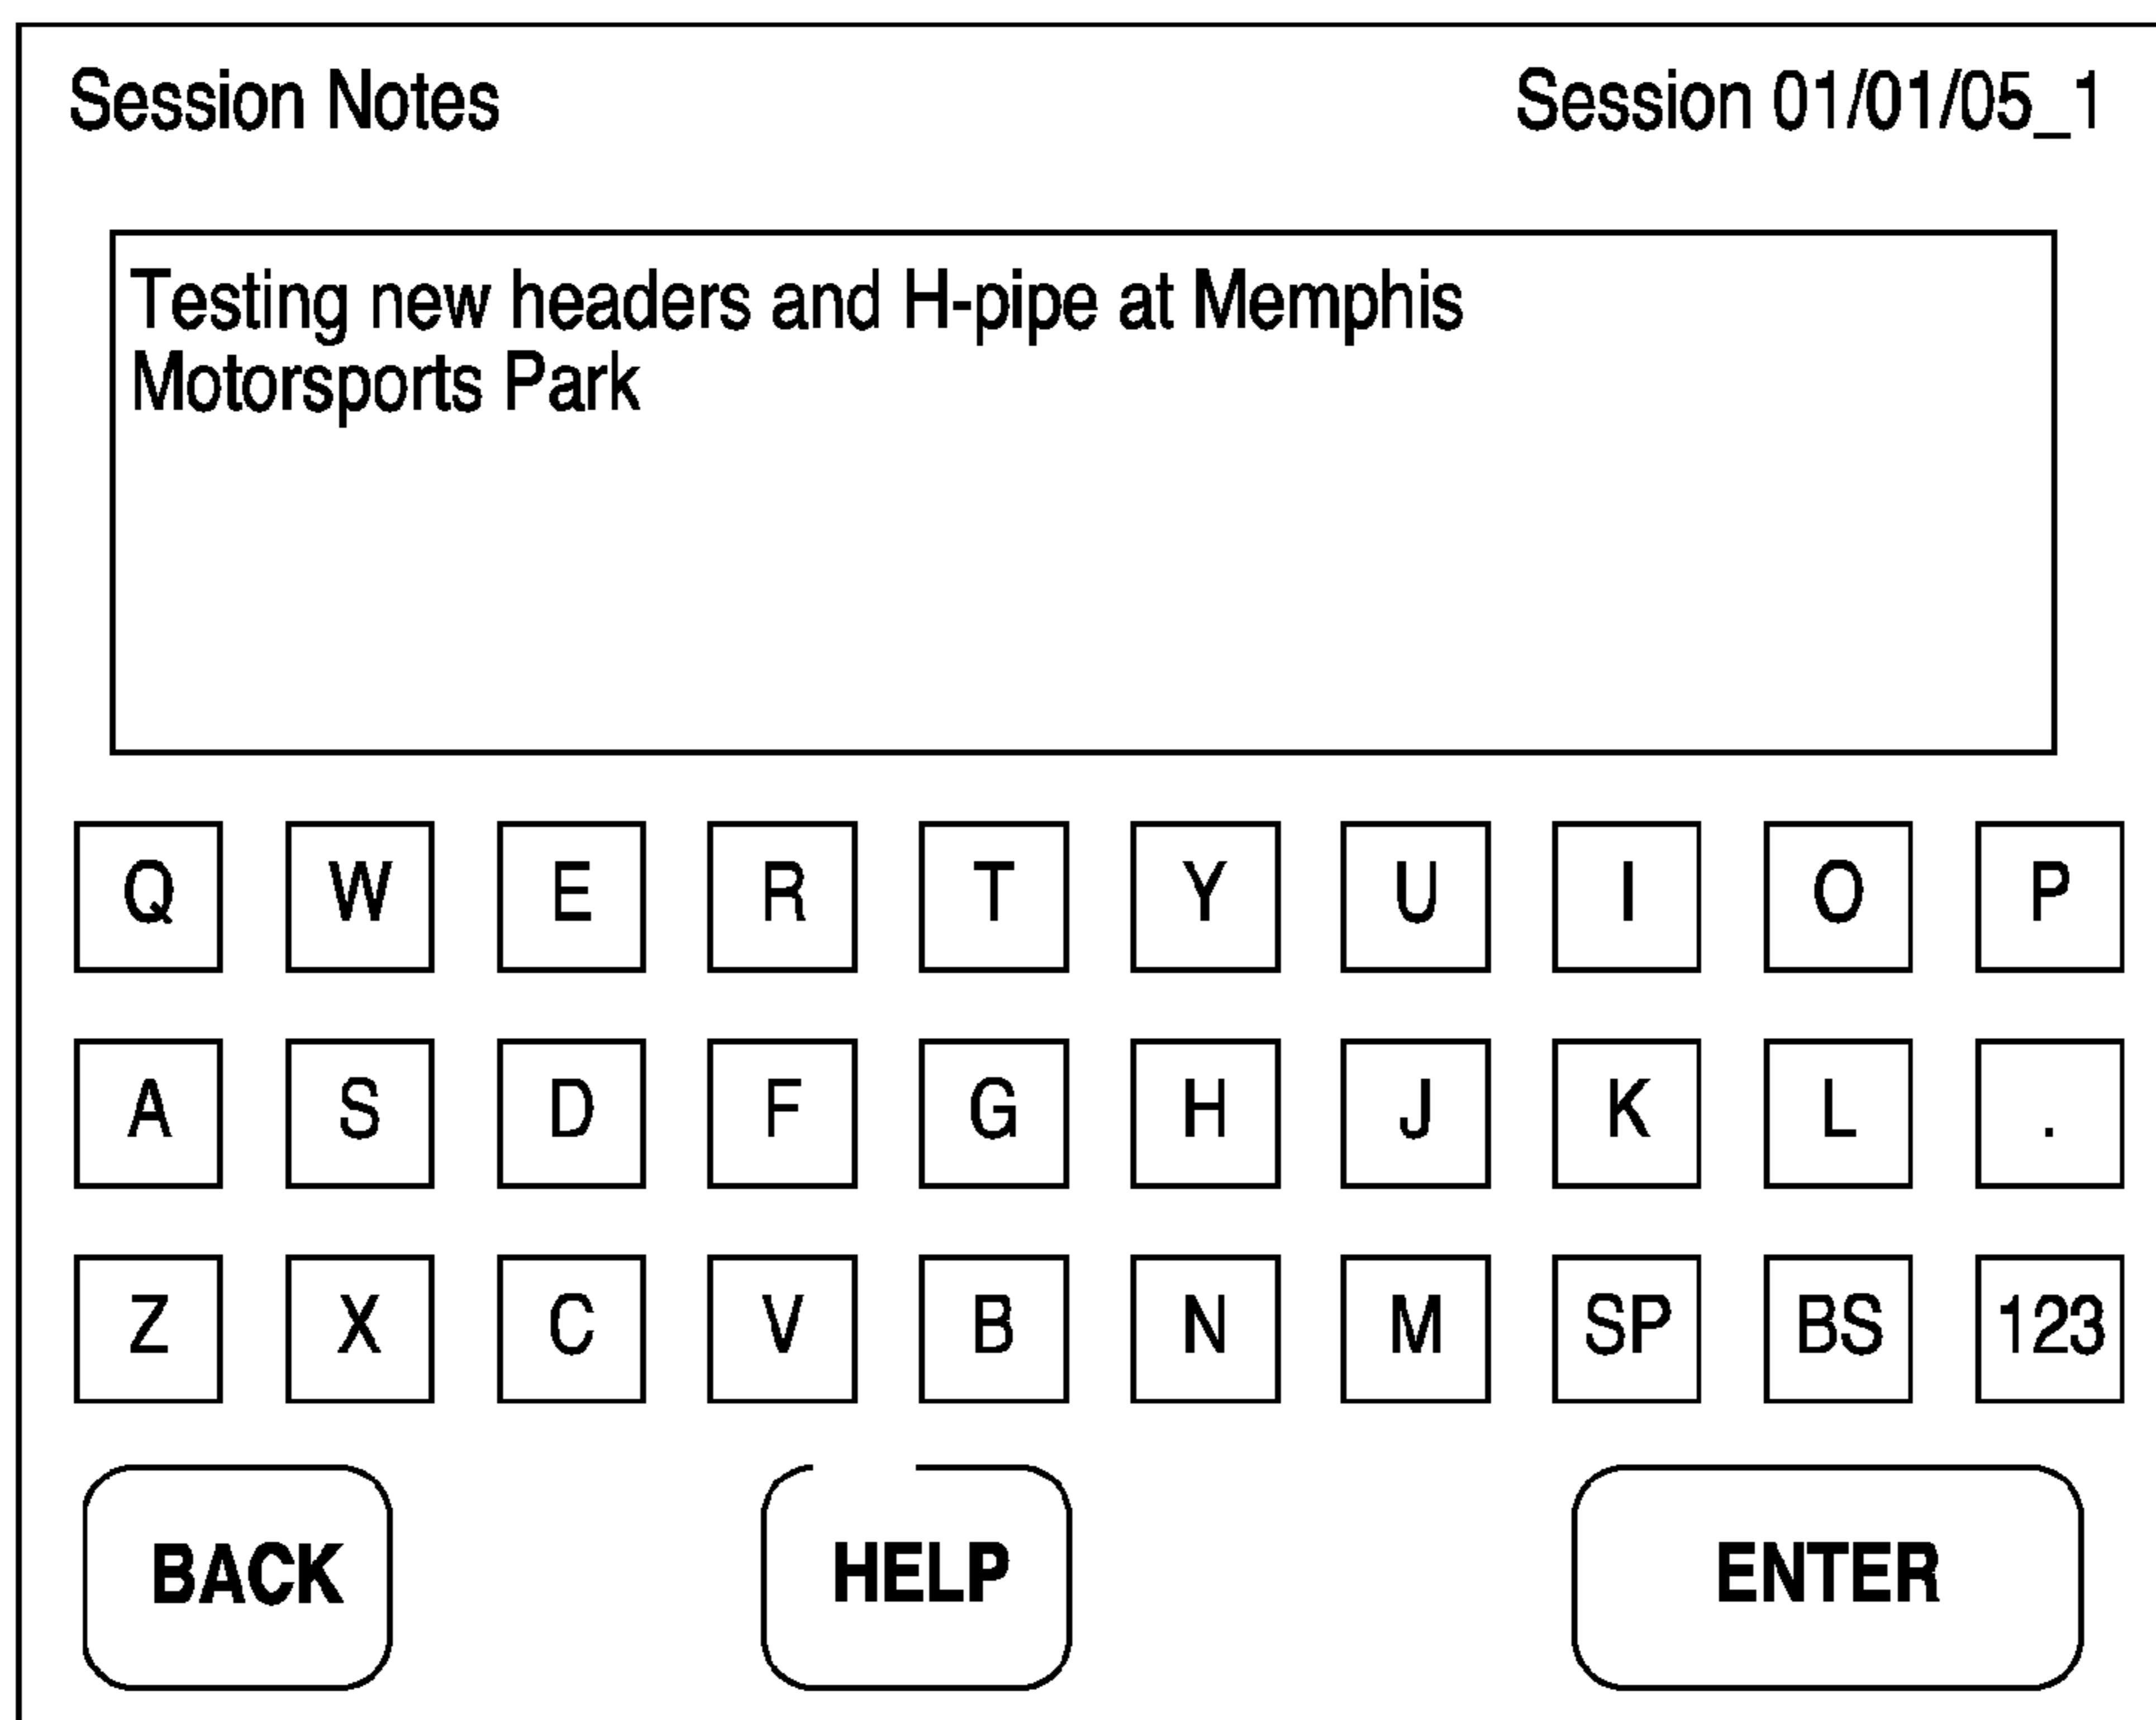 Session Notes Session 01/01/05_1
Testing new headers and H-pipe at Memphis
Motorsports Park
Q W E R T Y U I O P
A S D F G H J K L .
Z X C V B N M SP BS 123
BACK HELP ENTER